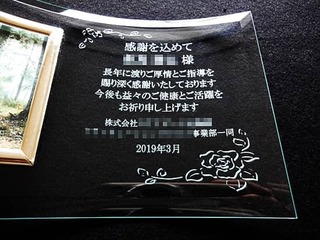 感謝を込めて
様
長年に渡りご厚情とご指導を
賜り深く感謝いたしております
今後も益々のご健康とご活躍を
お祈り申し上げます
株式会社 事業部一同
2019年3月